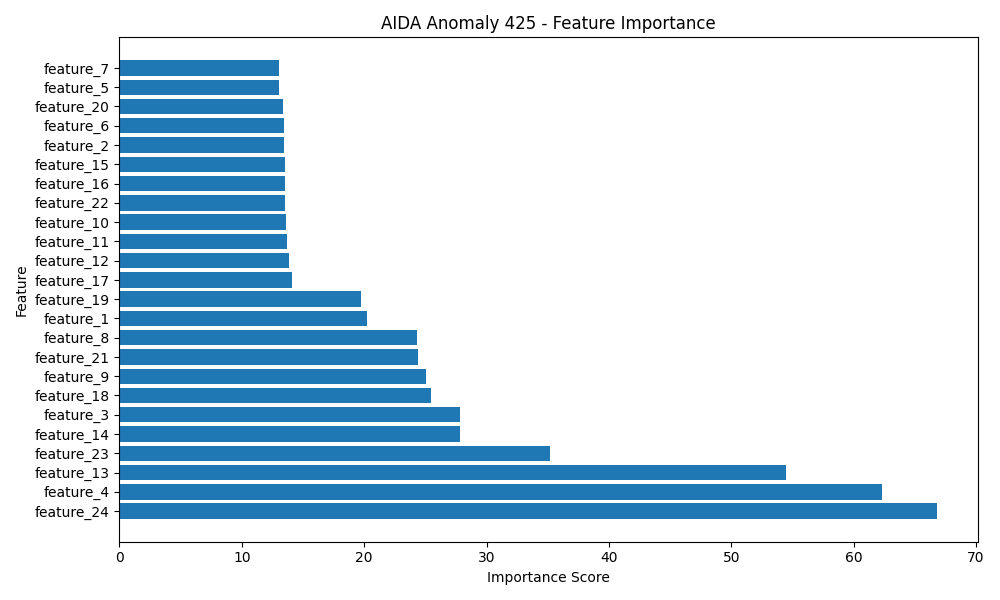 AIDA Anomaly 425 - Feature Importance
feature_7
feature_5
feature_20
feature_6
feature_2
feature_15
feature_16
feature_22
feature_10
feature_11
feature_12
feature_17
feature_19
feature_1
feature_8
feature_21
feature_9
feature_18
feature_3
feature_14
feature_23
feature_13
feature_4
feature_24
Feature
0 10 20 30 40 50 60 70
Importance Score